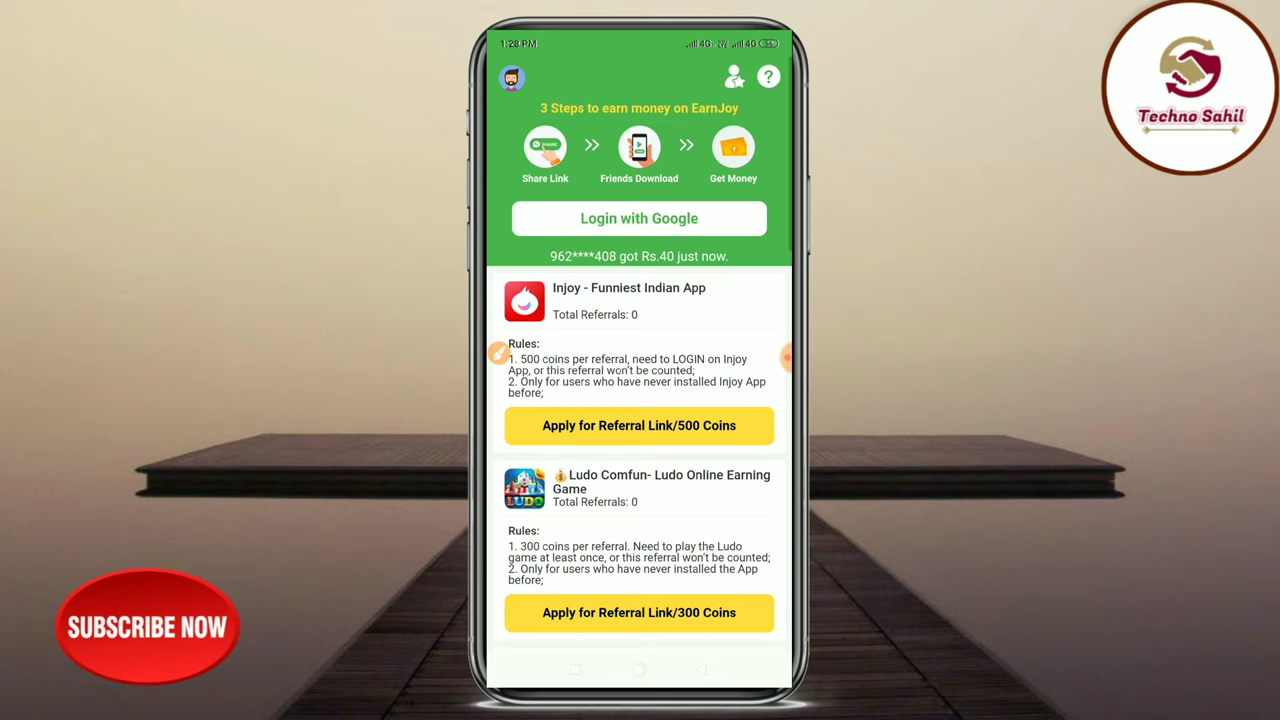 1:28 PM
4G
4G
3 Steps to earn money on EarnJoy
SHARE
Share Link
Friends Download
Get Money
Login with Google
962****408 got Rs.40 just now.
Injoy - Funniest Indian App
Total Referrals: 0
Rules:
1. 500 coins per referral, need to LOGIN on Injoy
App, or this referral won't be counted;
2. Only for users who have never installed Injoy App
before;
Apply for Referral Link/500 Coins
💰Ludo Comfun- Ludo Online Earning
Game
LUDO
Total Referrals: 0
Rules:
1. 300 coins per referral. Need to play the Ludo
game at least once, or this referral won't be counted;
2. Only for users who have never installed the App
before;
Apply for Referral Link/300 Coins
Techno Sahil
SUBSCRIBE NOW